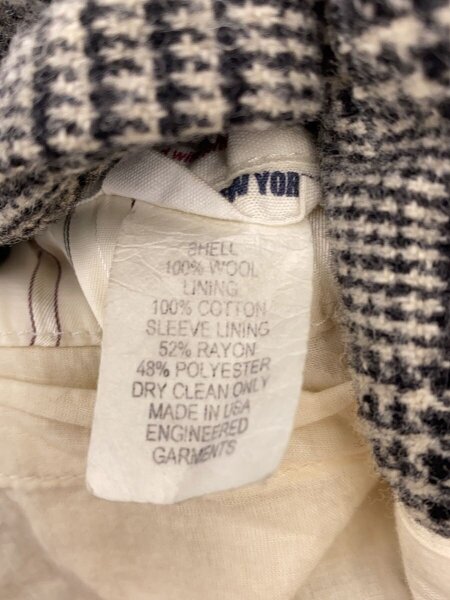 YOR
SHELL
100% WOOL
LINING
100% COTTON
SLEEVE LINING
52% RAYON
48% POLYESTER
DRY CLEAN ONLY
MADE IN USA
ENGINEERED
GARMENTS